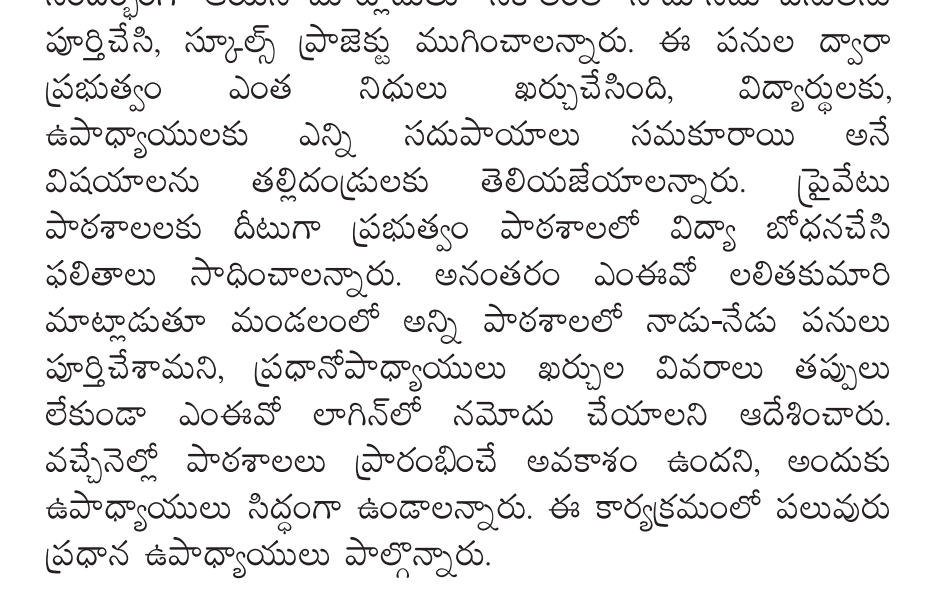 పూర్తిచేసి, స్కూల్స్ ప్రాజెక్టు ముగించాలన్నారు. ఈ పనుల ద్వారా
ప్రభుత్వం ఎంత నిధులు ఖర్చుచేసింది, విద్యార్థులకు,
ఉపాధ్యాయులకు ఎన్ని సదుపాయాలు సమకూరాయి అనే
విషయాలను తల్లిదండ్రులకు తెలియజేయాలన్నారు. ప్రైవేటు
పాఠశాలలకు దీటుగా ప్రభుత్వం పాఠశాలలో విద్యా బోధనచేసి
ఫలితాలు సాధించాలన్నారు. అనంతరం ఎంఈవో లలితకుమారి
మాట్లాడుతూ మండలంలో అన్ని పాఠశాలలో నాడు-నేడు పనులు
పూర్తిచేశామని, ప్రధానోపాధ్యాయులు ఖర్చుల వివరాలు తప్పులు
లేకుండా ఎంఈవో లాగిన్‌లో నమోదు చేయాలని ఆదేశించారు.
వచ్చేనెల్లో పాఠశాలలు ప్రారంభించే అవకాశం ఉందని, అందుకు
ఉపాధ్యాయులు సిద్ధంగా ఉండాలన్నారు. ఈ కార్యక్రమంలో పలువురు
ప్రధాన ఉపాధ్యాయులు పాల్గొన్నారు.